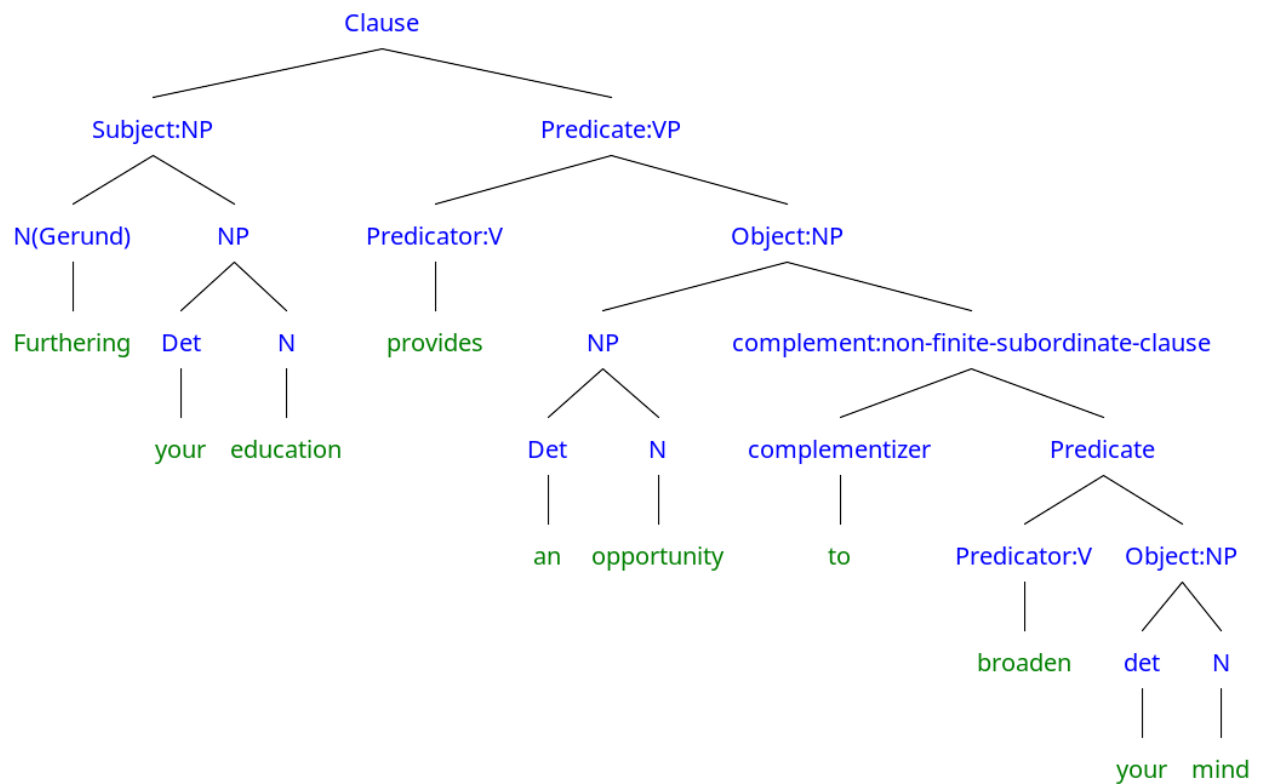 Clause
Subject:NP Predicate:VP
N(Gerund) NP Predicator:V Object:NP
Furthering Det N provides NP complement:non-finite-subordinate-clause
your education Det N complementizer Predicate
an opportunity to Predicator:V Object:NP
broaden det N
your mind